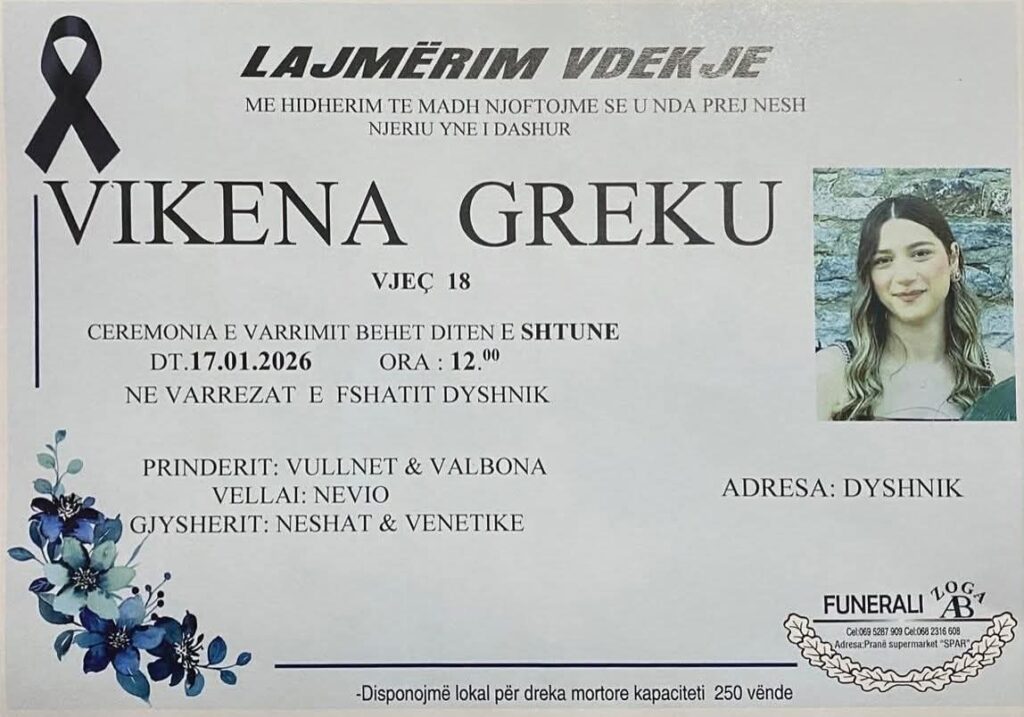 LAJMËRIM VDEKJE
ME HIDHERIM TE MADH NJOFTOJME SE U NDA PREJ NESH
NJERIU YNE I DASHUR
VIKENA GREKU
VJEÇ 18
CEREMONIA E VARRIMIT BEHET DITEN E SHTUNE
DT.17.01.2026 ORA : 12.00
NE VARREZAT E FSHATIT DYSHNIK
PRINDERIT: VULLNET & VALBONA
VELLAI: NEVIO
GJYSHERIT: NESHAT & VENETIKE
ADRESA: DYSHNIK
FUNERALI ZOGA
AB
Cel:069 5287 909 Cel:068 2316 608
Adresa:Pranë supermarket "SPAR"
-Disponojmë lokal për dreka mortore kapaciteti 250 vënde